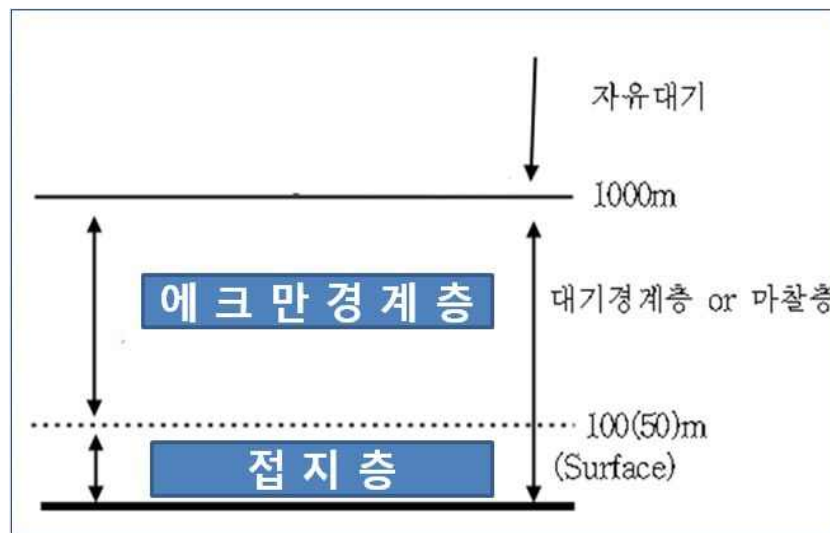 자유대기
1000m
에크만경계층
대기경계층 or 마찰층
100(50)m
접지층
(Surface)